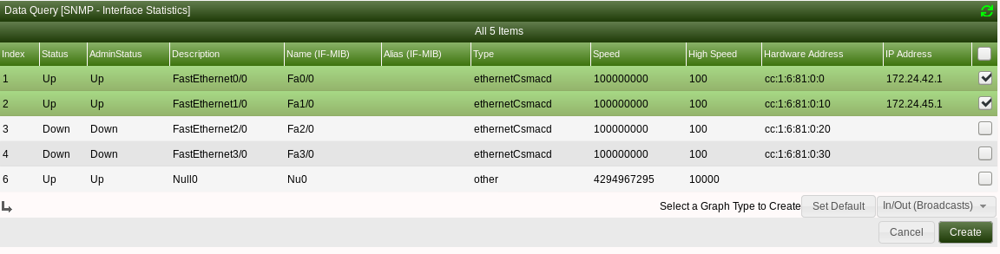 Data Query [SNMP - Interface Statistics]
All 5 Items
Index Status AdminStatus Description Name (IF-MIB) Alias (IF-MIB) Type Speed High Speed Hardware Address IP Address
1 Up Up FastEthernet0/0 Fa0/0 ethernetCsmacd 100000000 100 cc:1:6:81:0:0 172.24.42.1
2 Up Up FastEthernet1/0 Fa1/0 ethernetCsmacd 100000000 100 cc:1:6:81:0:10 172.24.45.1
3 Down Down FastEthernet2/0 Fa2/0 ethernetCsmacd 100000000 100 cc:1:6:81:0:20
4 Down Down FastEthernet3/0 Fa3/0 ethernetCsmacd 100000000 100 cc:1:6:81:0:30
6 Up Up Null0 Nu0 other 4294967295 10000
Select a Graph Type to Create Set Default In/Out (Broadcasts)
Cancel Create